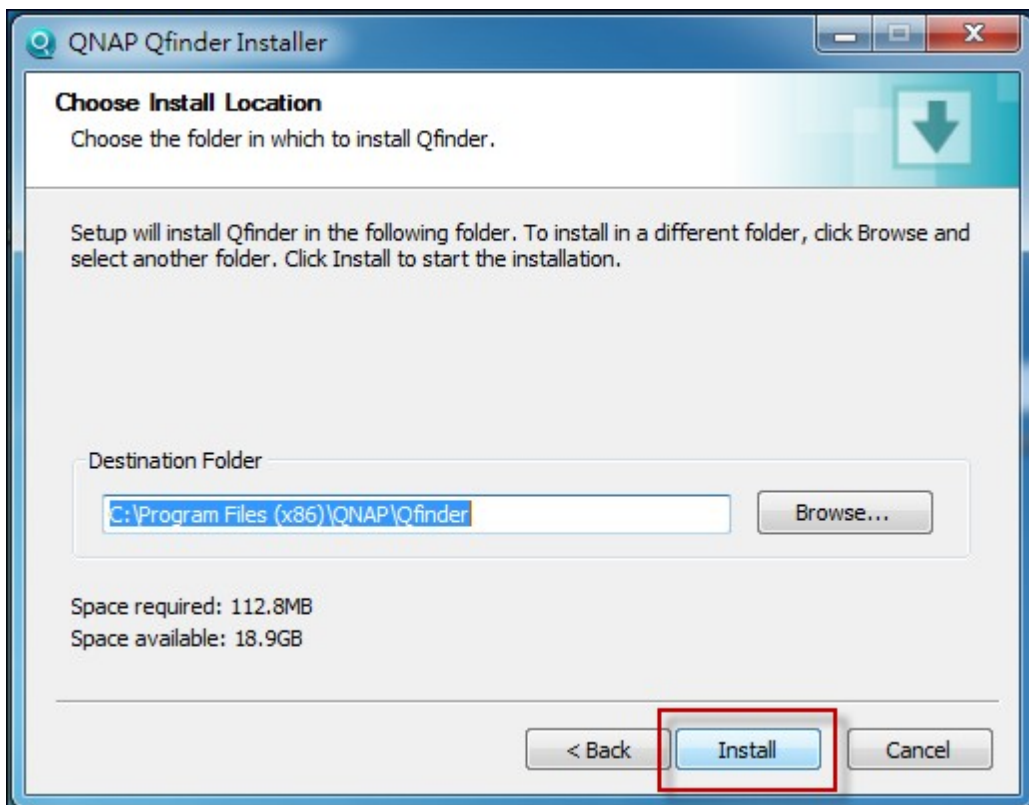 QNAP Qfinder Installer
Choose Install Location
Choose the folder in which to install Qfinder.
Setup will install Qfinder in the following folder. To install in a different folder, click Browse and
select another folder. Click Install to start the installation.
Destination Folder
C:\Program Files (x86)\QNAP\Qfinder
Browse...
Space required: 112.8MB
Space available: 18.9GB
< Back
Install
Cancel